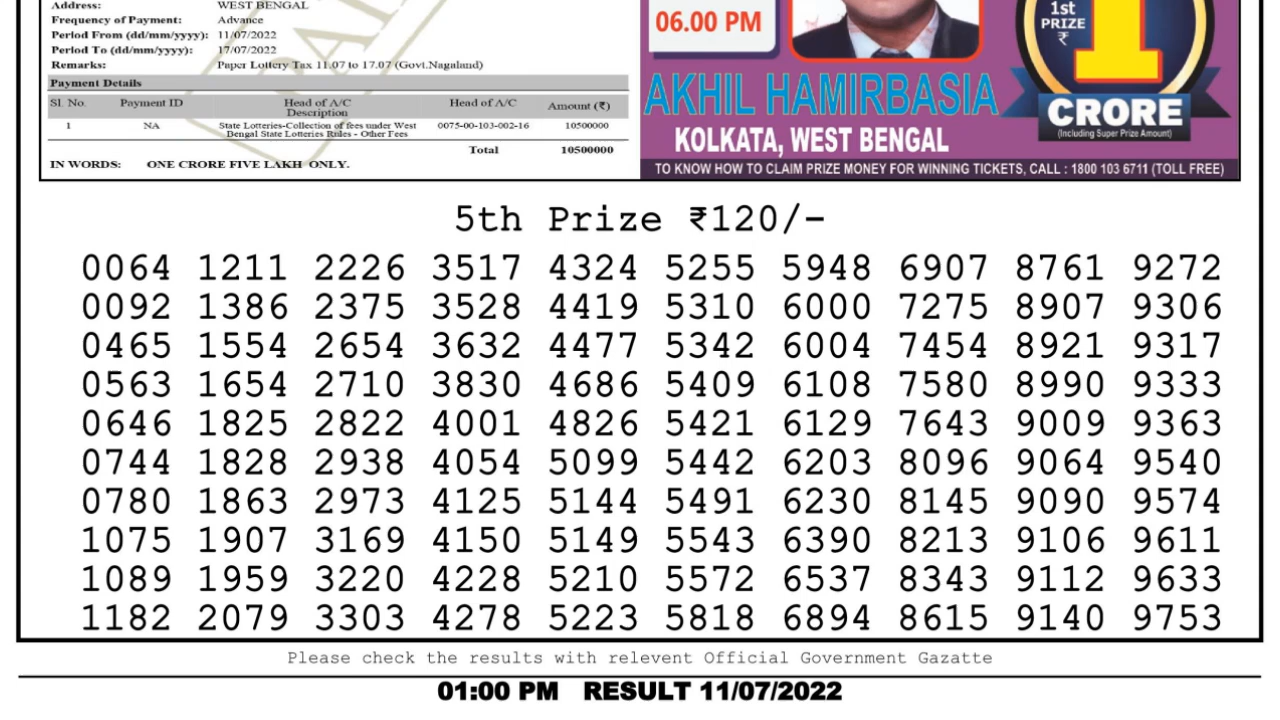 Address: WEST BENGAL
Frequency of Payment: Advance
Period From (dd/mm/yyyy): 11/07/2022
Period To (dd/mm/yyyy): 17/07/2022
Remarks: Paper Lottery Tax 11.07 to 17.07 (Govt.Nagaland)
Payment Details
Sl. No. Payment ID Head of A/C Description Head of A/C Amount (₹)
1 NA State Lotteries-Collection of fees under West 0075-00-103-002-16 10500000
Bengal State Lotteries Rules - Other Fees
Total 10500000
IN WORDS: ONE CRORE FIVE LAKH ONLY.
06.00 PM
1st
PRIZE
₹
1
CRORE
(Including Super Prize Amount)
AKHIL HAMIRBASIA
KOLKATA, WEST BENGAL
TO KNOW HOW TO CLAIM PRIZE MONEY FOR WINNING TICKETS, CALL : 1800 103 6711 (TOLL FREE)
5th Prize ₹120/-
0064 1211 2226 3517 4324 5255 5948 6907 8761 9272
0092 1386 2375 3528 4419 5310 6000 7275 8907 9306
0465 1554 2654 3632 4477 5342 6004 7454 8921 9317
0563 1654 2710 3830 4686 5409 6108 7580 8990 9333
0646 1825 2822 4001 4826 5421 6129 7643 9009 9363
0744 1828 2938 4054 5099 5442 6203 8096 9064 9540
0780 1863 2973 4125 5144 5491 6230 8145 9090 9574
1075 1907 3169 4150 5149 5543 6390 8213 9106 9611
1089 1959 3220 4228 5210 5572 6537 8343 9112 9633
1182 2079 3303 4278 5223 5818 6894 8615 9140 9753
Please check the results with relevent Official Government Gazatte
01:00 PM RESULT 11/07/2022